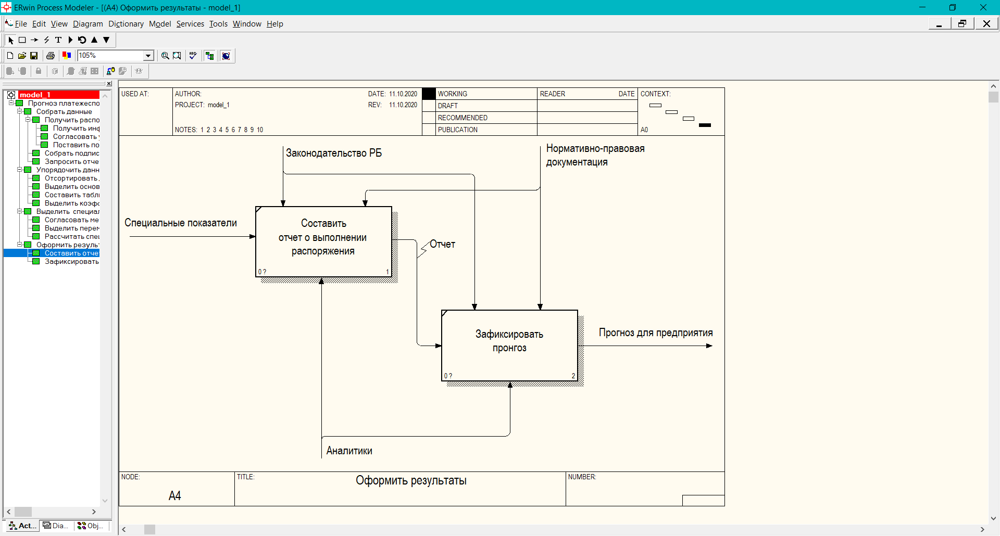 ERwin Process Modeler - [(A4) Оформить результаты - model_1]
File Edit View Diagram Dictionary Model Services Tools Window Help
T
105%
ABC
model_1
Прогноз платежеспо
Собрать данные
Получить распо
Получить инф
Согласовать
Поставить по
Собрать подпис
Запросить отче
Упорядочить данн
Отсортировать
Выделить основ
Составить табл
Выделить коэфф
Выделить специал
Согласовать ме
Выделить перем
Рассчитать спец
Оформить результ
Составить отчет
Зафиксировать
Act... Dia... Obj...
USED AT:
AUTHOR: DATE: 11.10.2020
PROJECT: model_1 REV: 11.10.2020
NOTES: 1 2 3 4 5 6 7 8 9 10
WORKING
DRAFT
RECOMMENDED
PUBLICATION
READER DATE
CONTEXT:
A0
Законодательство РБ
Нормативно-правовая
документация
Специальные показатели
Составить
отчет о выполнении
распоряжения
0 ? 1
Отчет
Зафиксировать
пронгоз
0 ? 2
Прогноз для предприятия
Аналитики
NODE:
A4
TITLE:
Оформить результаты
NUMBER: